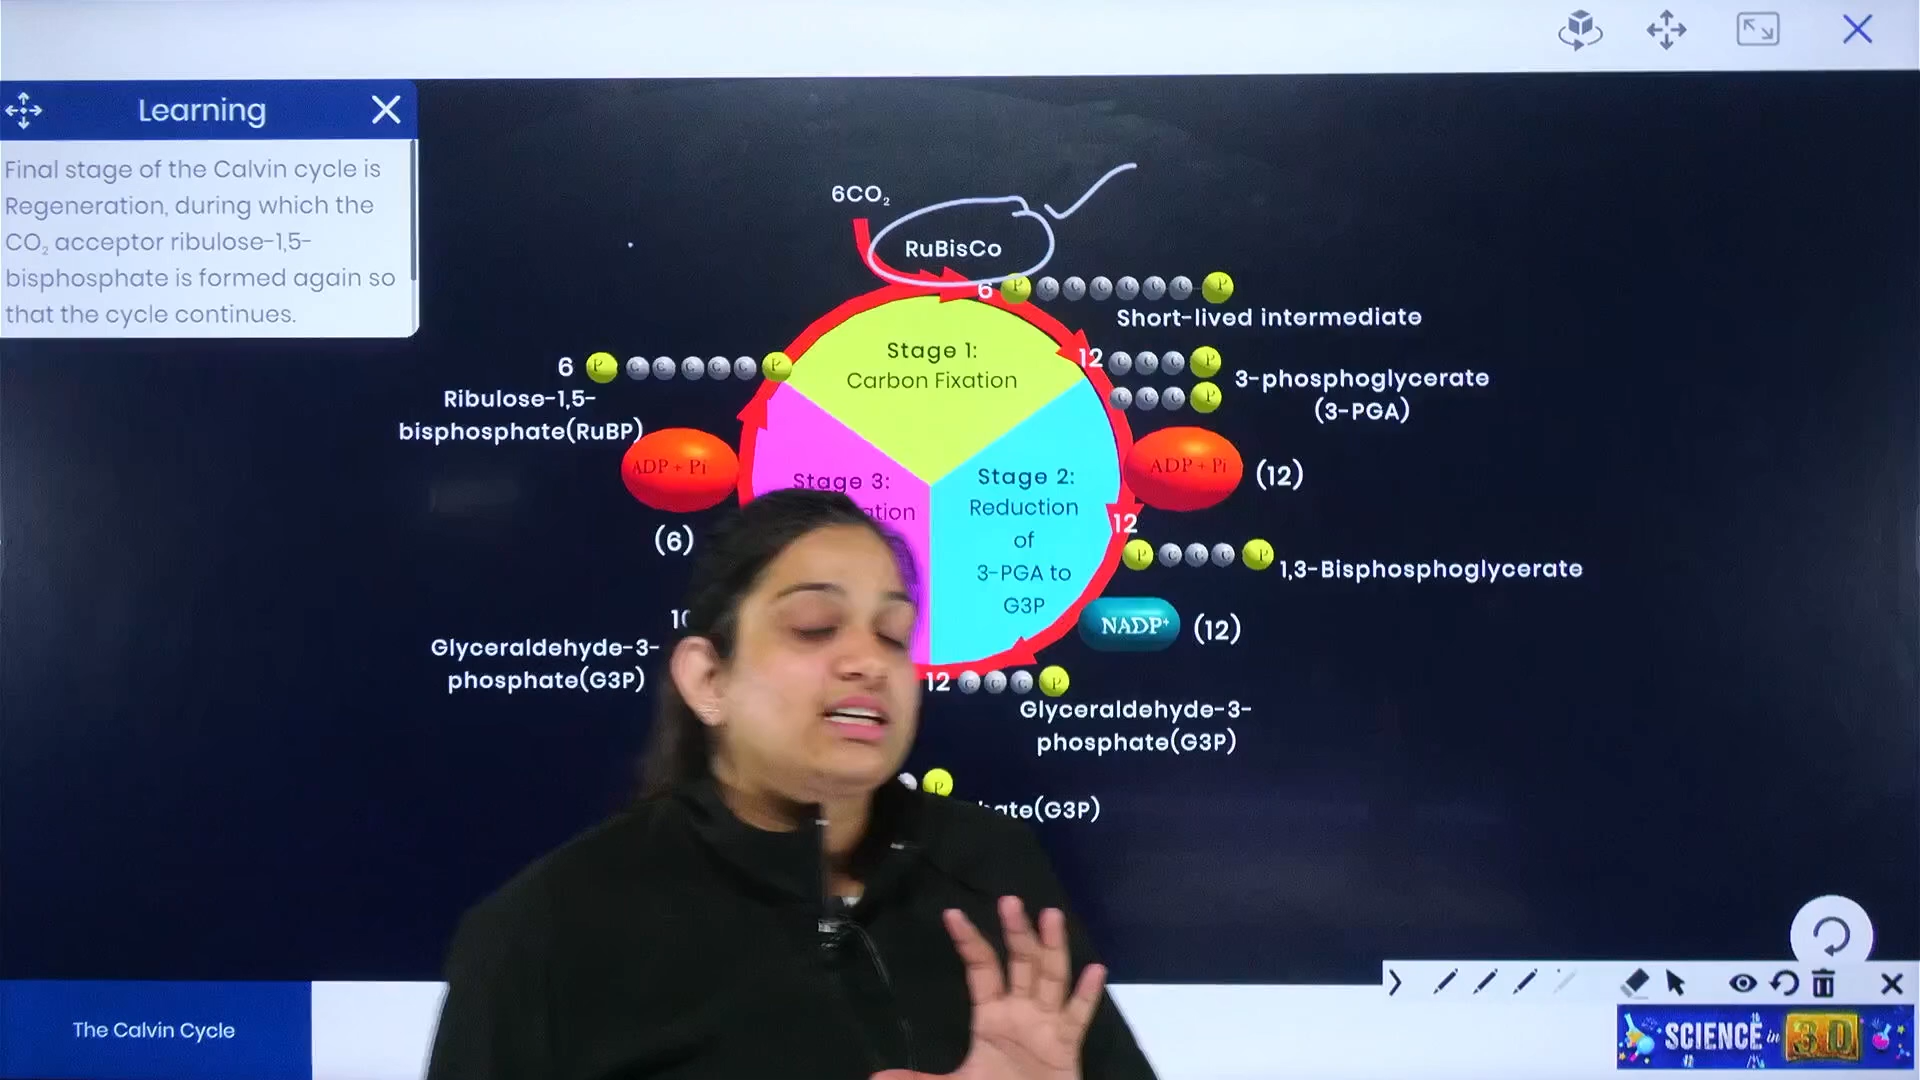 Learning
Final stage of the Calvin cycle is
Regeneration, during which the
CO₂ acceptor ribulose-1,5-
bisphosphate is formed again so
that the cycle continues.
6CO₂
RuBisCo
6 P C C C C C C P
Short-lived intermediate
Stage 1:
Carbon Fixation
12 C C C P
C C C P
3-phosphoglycerate
(3-PGA)
6 P C C C C C P
Ribulose-1,5-
bisphosphate(RuBP)
ADP + Pi
(6)
ADP + Pi
(12)
Stage 3:
Stage 2:
Reduction
of
3-PGA to
G3P
12
P C C C P
1,3-Bisphosphoglycerate
NADP⁺
(12)
Glyceraldehyde-3-
phosphate(G3P)
12 C C C P
Glyceraldehyde-3-
phosphate(G3P)
P
(G3P)
The Calvin Cycle
SCIENCE in 3D